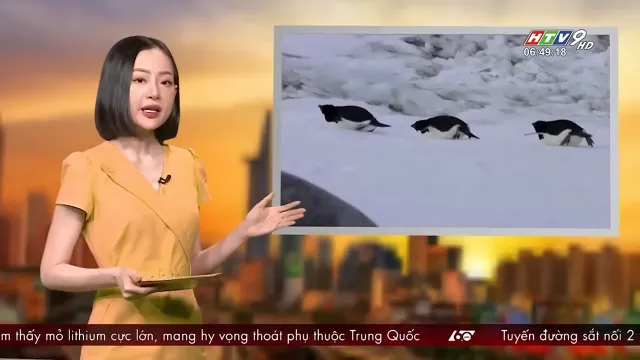 HTV9 HD
06:49:18
m thấy mỏ lithium cực lớn, mang hy vọng thoát phụ thuộc Trung Quốc
Tuyến đường sắt nối 2